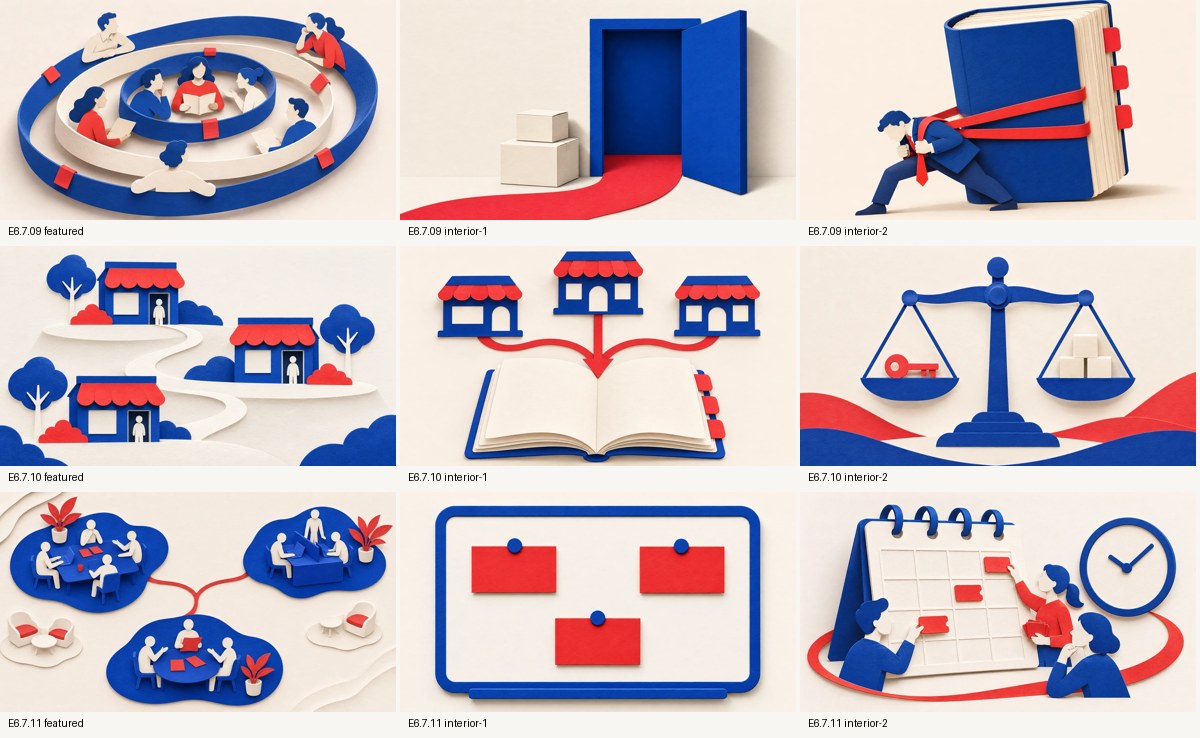 E6.7.09 featured
E6.7.09 interior-1
E6.7.09 interior-2
E6.7.10 featured
E6.7.10 interior-1
E6.7.10 interior-2
E6.7.11 featured
E6.7.11 interior-1
E6.7.11 interior-2